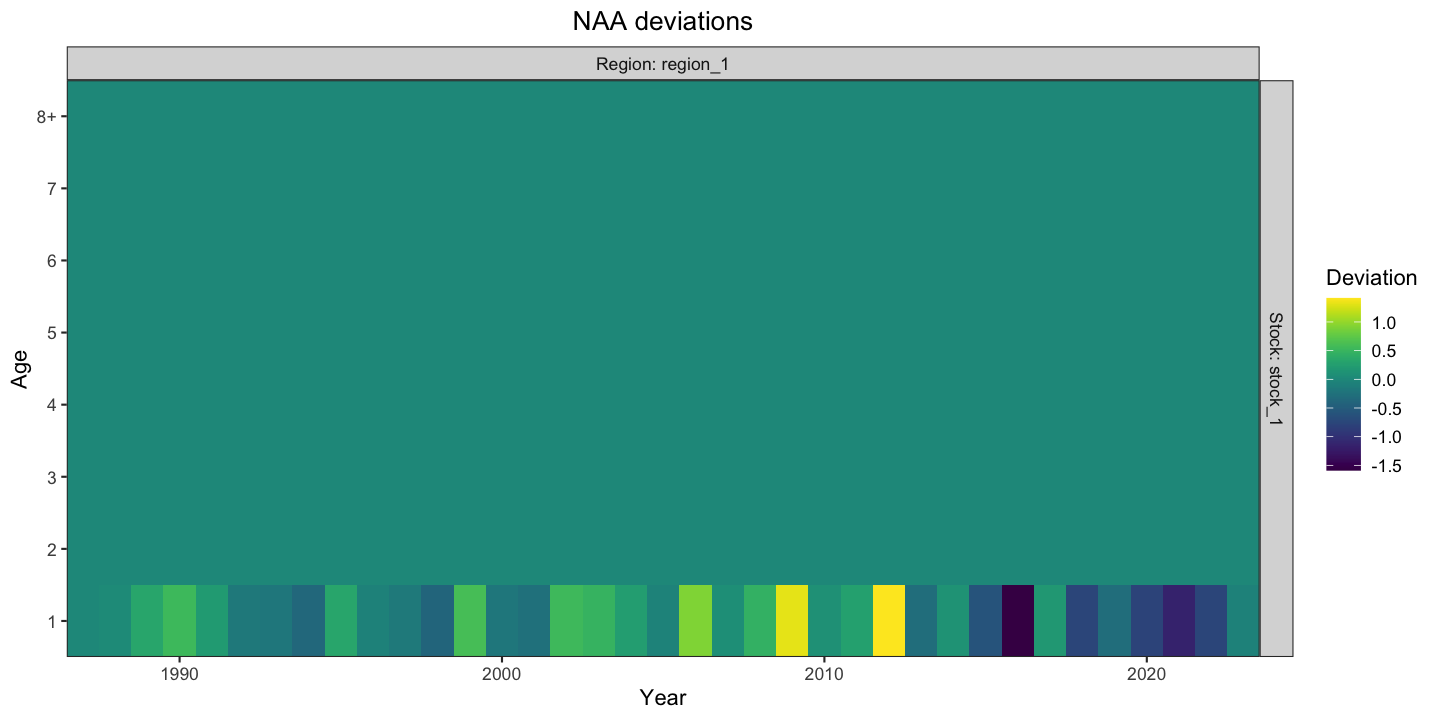 NAA deviations
Region: region_1
Stock: stock_1
Age
8+
7
6
5
4
3
2
1
1990 2000 2010 2020
Year
Deviation
1.0
0.5
0.0
-0.5
-1.0
-1.5